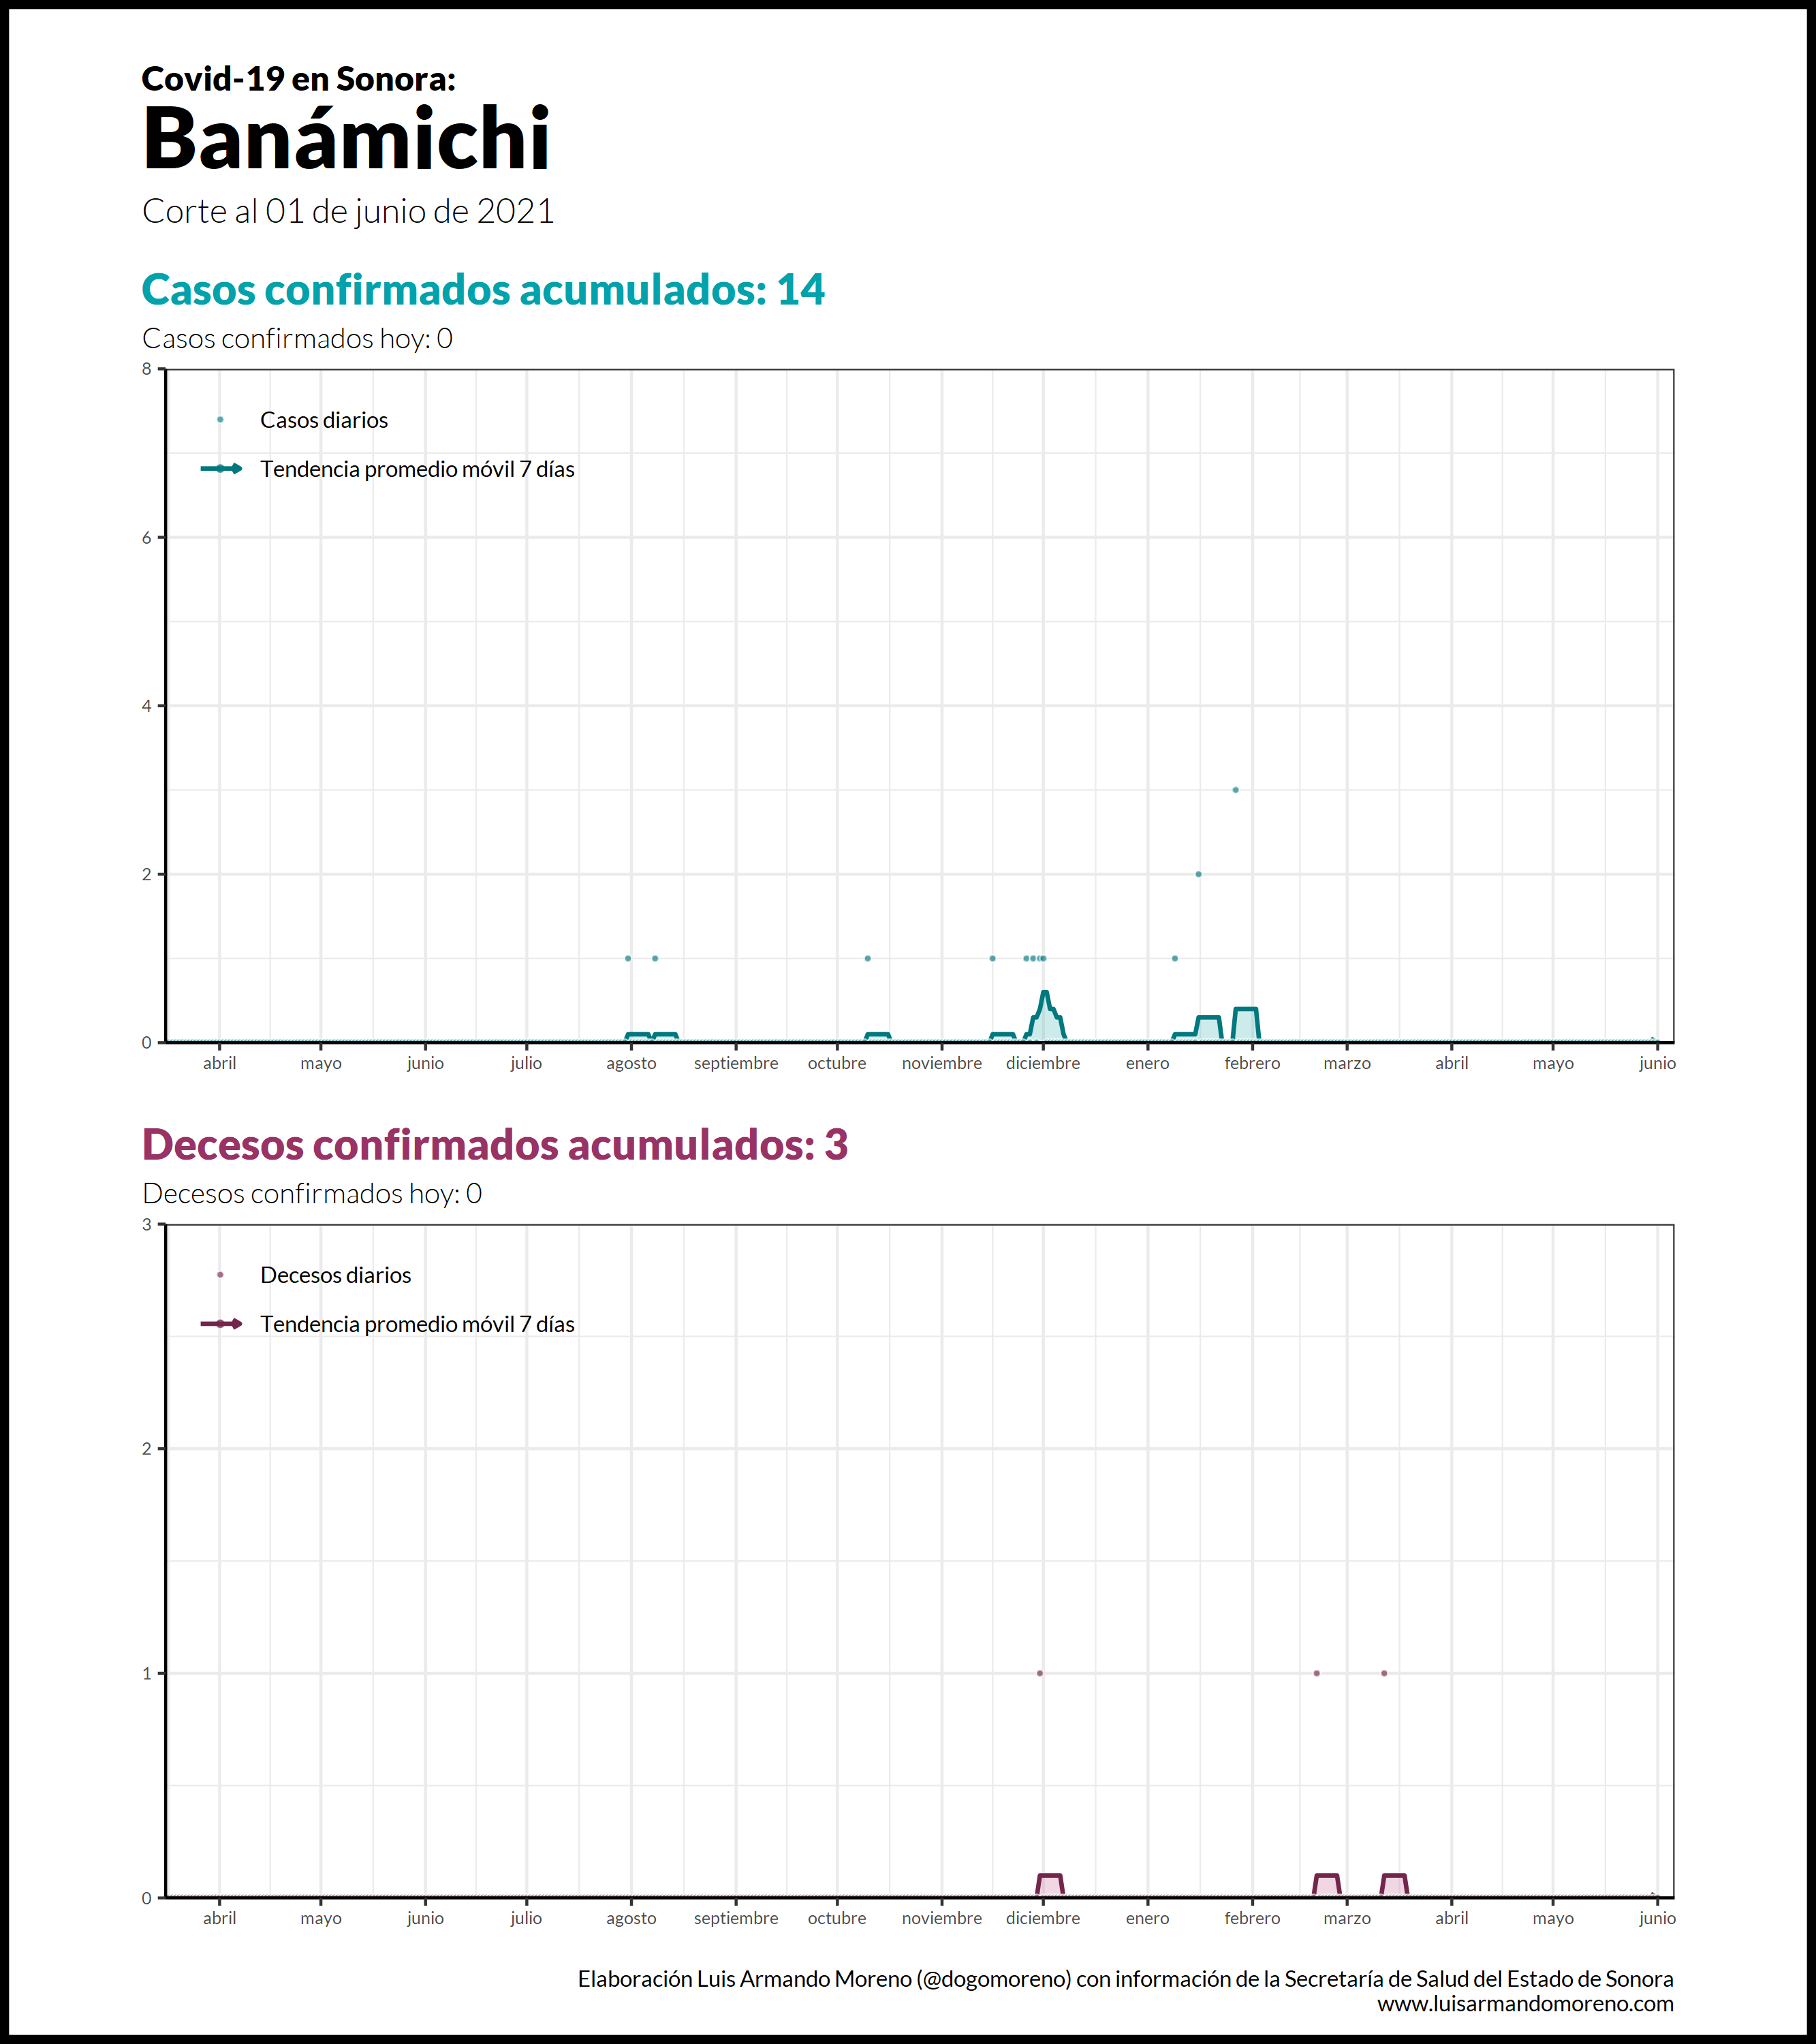 Covid-19 en Sonora:
Banámichi
Corte al 01 de junio de 2021
Casos confirmados acumulados: 14
Casos confirmados hoy: 0
8
Casos diarios
Tendencia promedio móvil 7 días
6
4
2
0
abril mayo junio julio agosto septiembre octubre noviembre diciembre enero febrero marzo abril mayo junio
Decesos confirmados acumulados: 3
Decesos confirmados hoy: 0
3
Decesos diarios
Tendencia promedio móvil 7 días
2
1
0
abril mayo junio julio agosto septiembre octubre noviembre diciembre enero febrero marzo abril mayo junio
Elaboración Luis Armando Moreno (@dogomoreno) con información de la Secretaría de Salud del Estado de Sonora
www.luisarmandomoreno.com